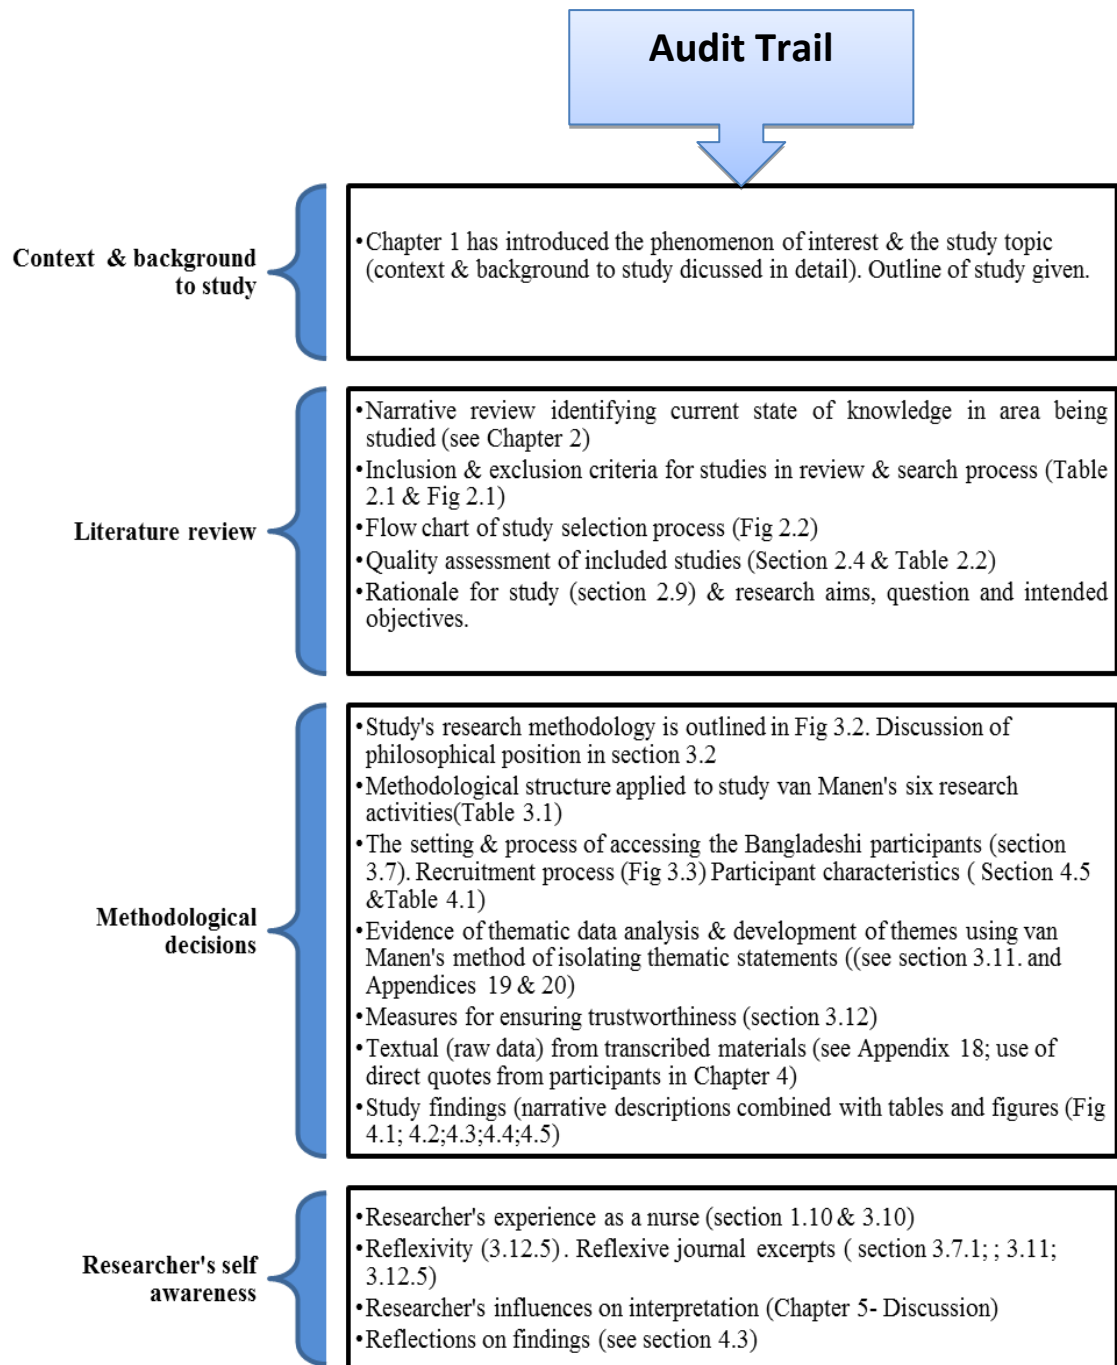 Audit Trail
Context & background
to study
•Chapter 1 has introduced the phenomenon of interest & the study topic
(context & background to study dicussed in detail). Outline of study given.
Literature review
•Narrative review identifying current state of knowledge in area being
studied (see Chapter 2)
•Inclusion & exclusion criteria for studies in review & search process (Table
2.1 & Fig 2.1)
•Flow chart of study selection process (Fig 2.2)
•Quality assessment of included studies (Section 2.4 & Table 2.2)
•Rationale for study (section 2.9) & research aims, question and intended
objectives.
Methodological
decisions
•Study's research methodology is outlined in Fig 3.2. Discussion of
philosophical position in section 3.2
•Methodological structure applied to study van Manen's six research
activities(Table 3.1)
•The setting & process of accessing the Bangladeshi participants (section
3.7). Recruitment process (Fig 3.3) Participant characteristics ( Section 4.5
&Table 4.1)
•Evidence of thematic data analysis & development of themes using van
Manen's method of isolating thematic statements ((see section 3.11. and
Appendices 19 & 20)
•Measures for ensuring trustworthiness (section 3.12)
•Textual (raw data) from transcribed materials (see Appendix 18; use of
direct quotes from participants in Chapter 4)
•Study findings (narrative descriptions combined with tables and figures (Fig
4.1; 4.2;4.3;4.4;4.5)
Researcher's self
awareness
•Researcher's experience as a nurse (section 1.10 & 3.10)
•Reflexivity (3.12.5) . Reflexive journal excerpts ( section 3.7.1; ; 3.11;
3.12.5)
•Researcher's influences on interpretation (Chapter 5- Discussion)
•Reflections on findings (see section 4.3)